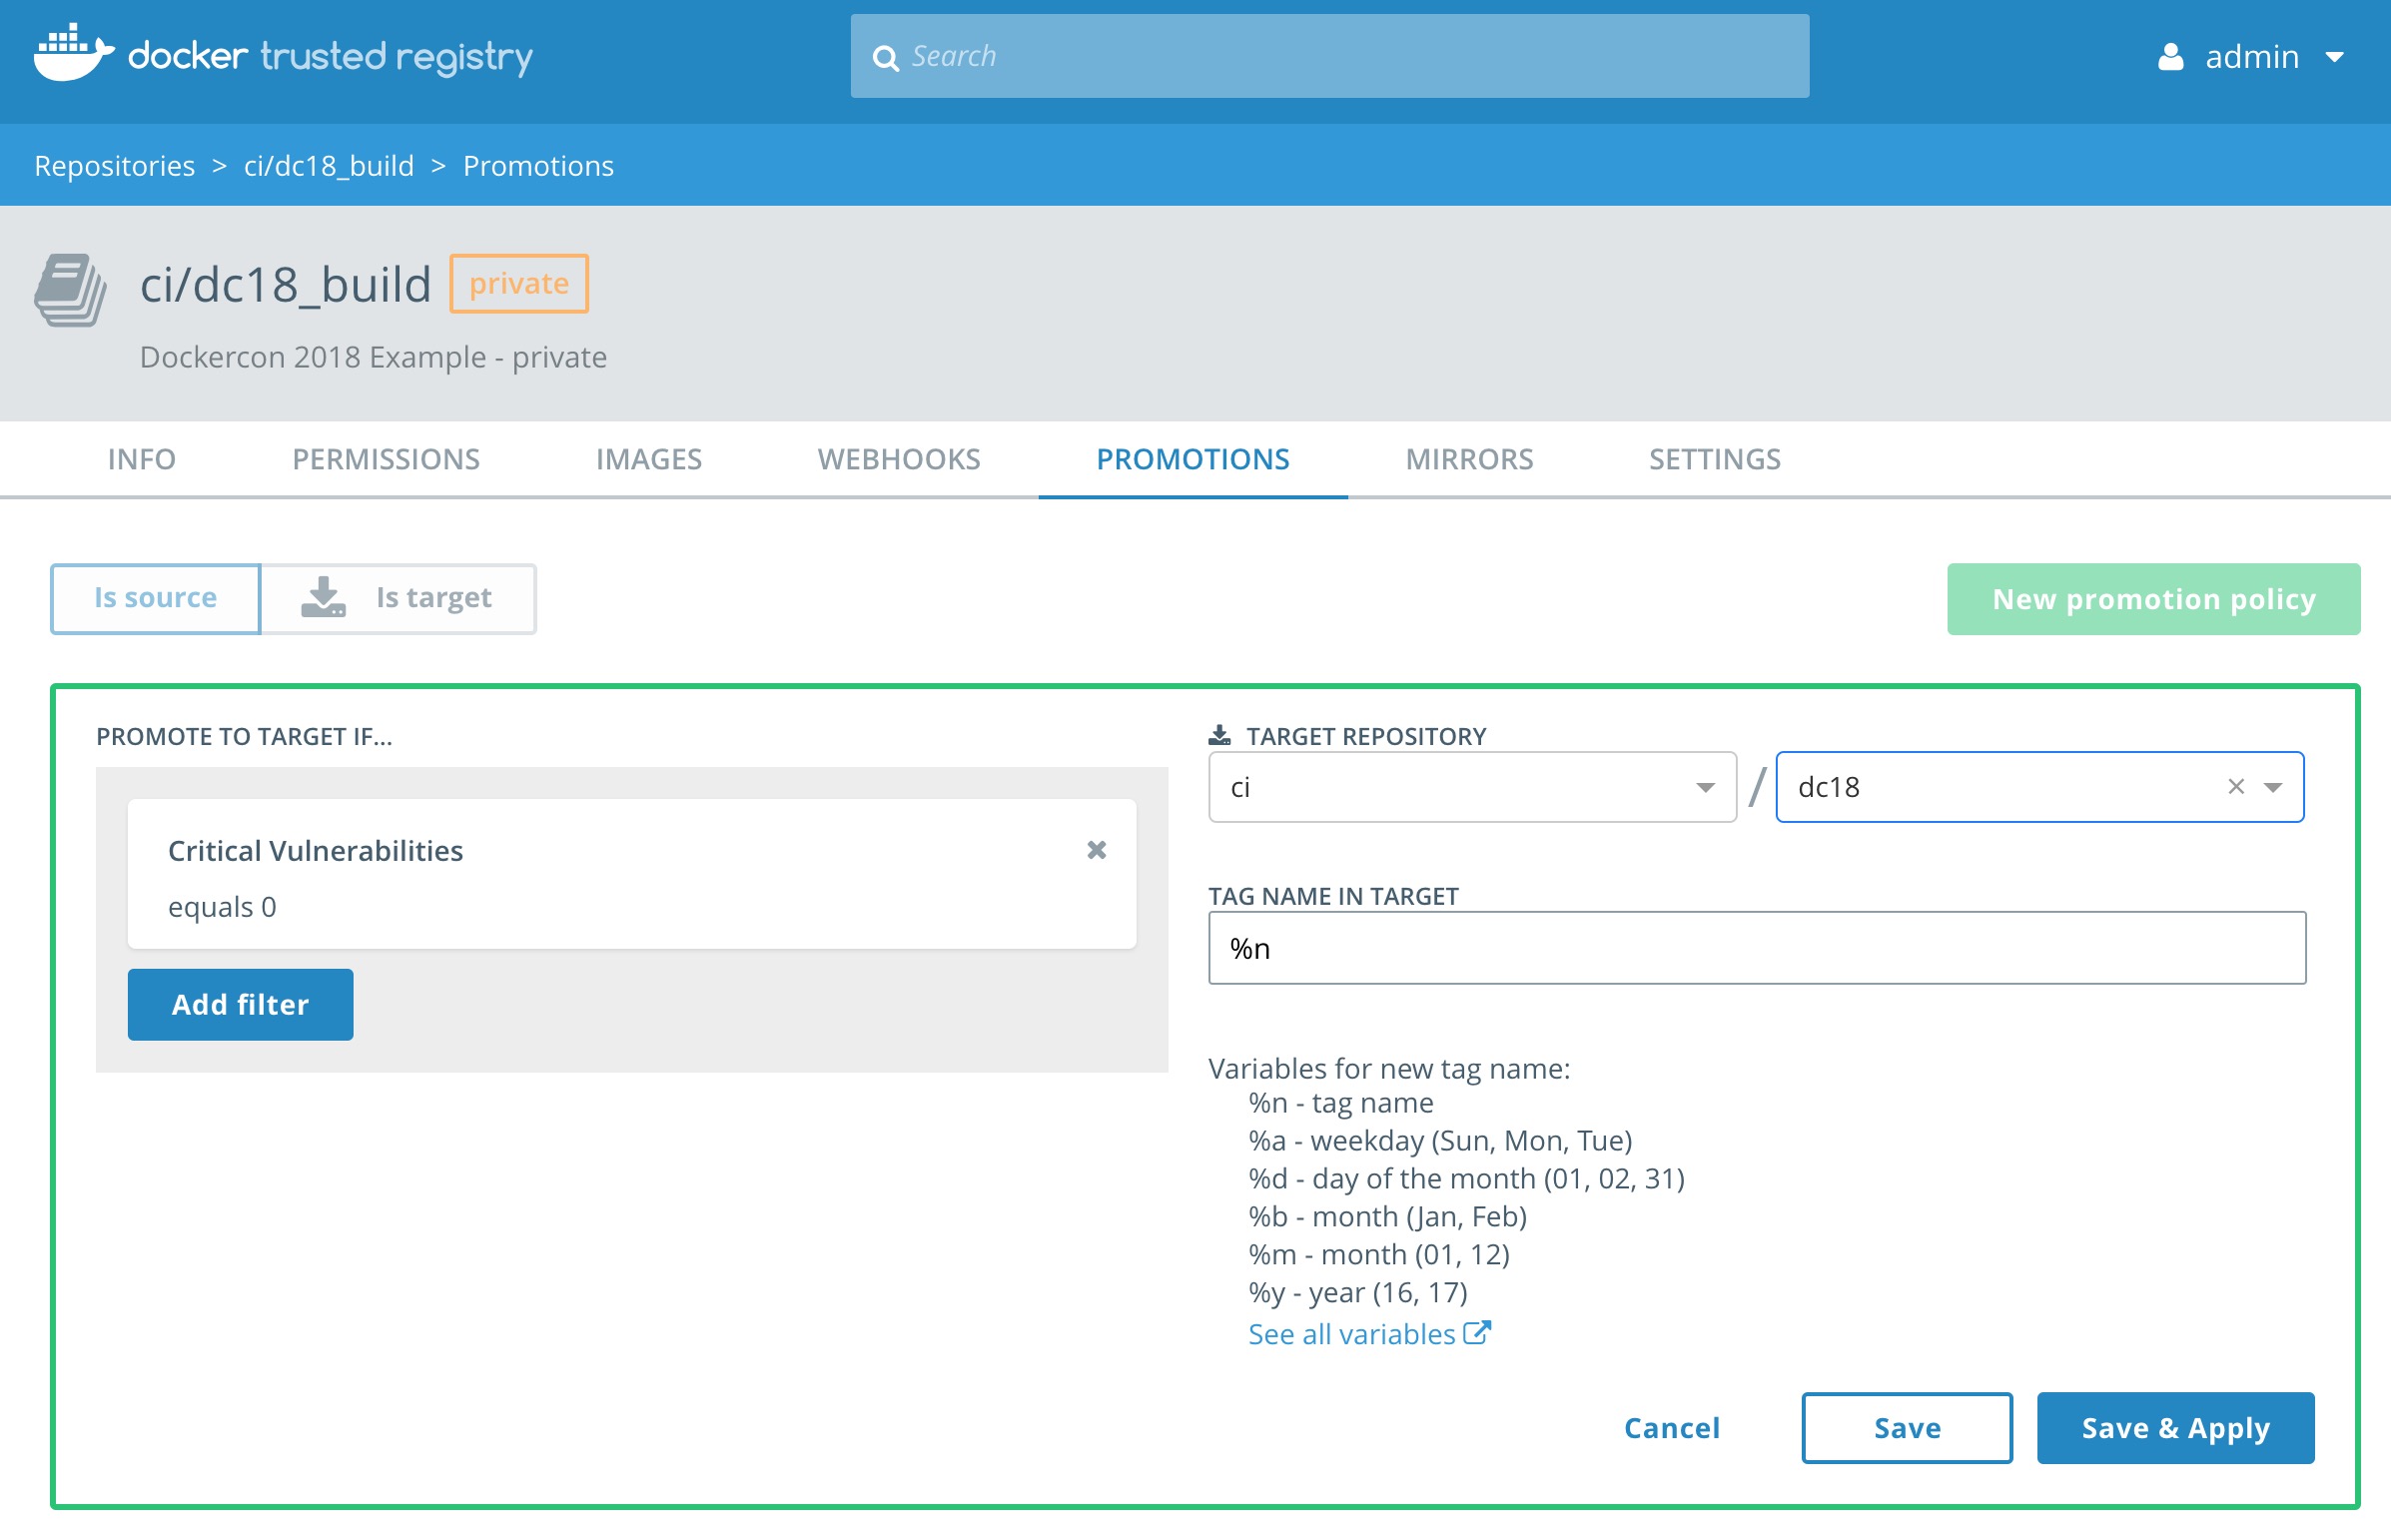 docker trusted registry
Search
admin
Repositories > ci/dc18_build > Promotions
ci/dc18_build private
Dockercon 2018 Example - private
INFO PERMISSIONS IMAGES WEBHOOKS PROMOTIONS MIRRORS SETTINGS
Is source Is target
New promotion policy
PROMOTE TO TARGET IF...
Critical Vulnerabilities
equals 0
Add filter
TARGET REPOSITORY
ci / dc18
TAG NAME IN TARGET
%n
Variables for new tag name:
%n - tag name
%a - weekday (Sun, Mon, Tue)
%d - day of the month (01, 02, 31)
%b - month (Jan, Feb)
%m - month (01, 12)
%y - year (16, 17)
See all variables
Cancel Save Save & Apply